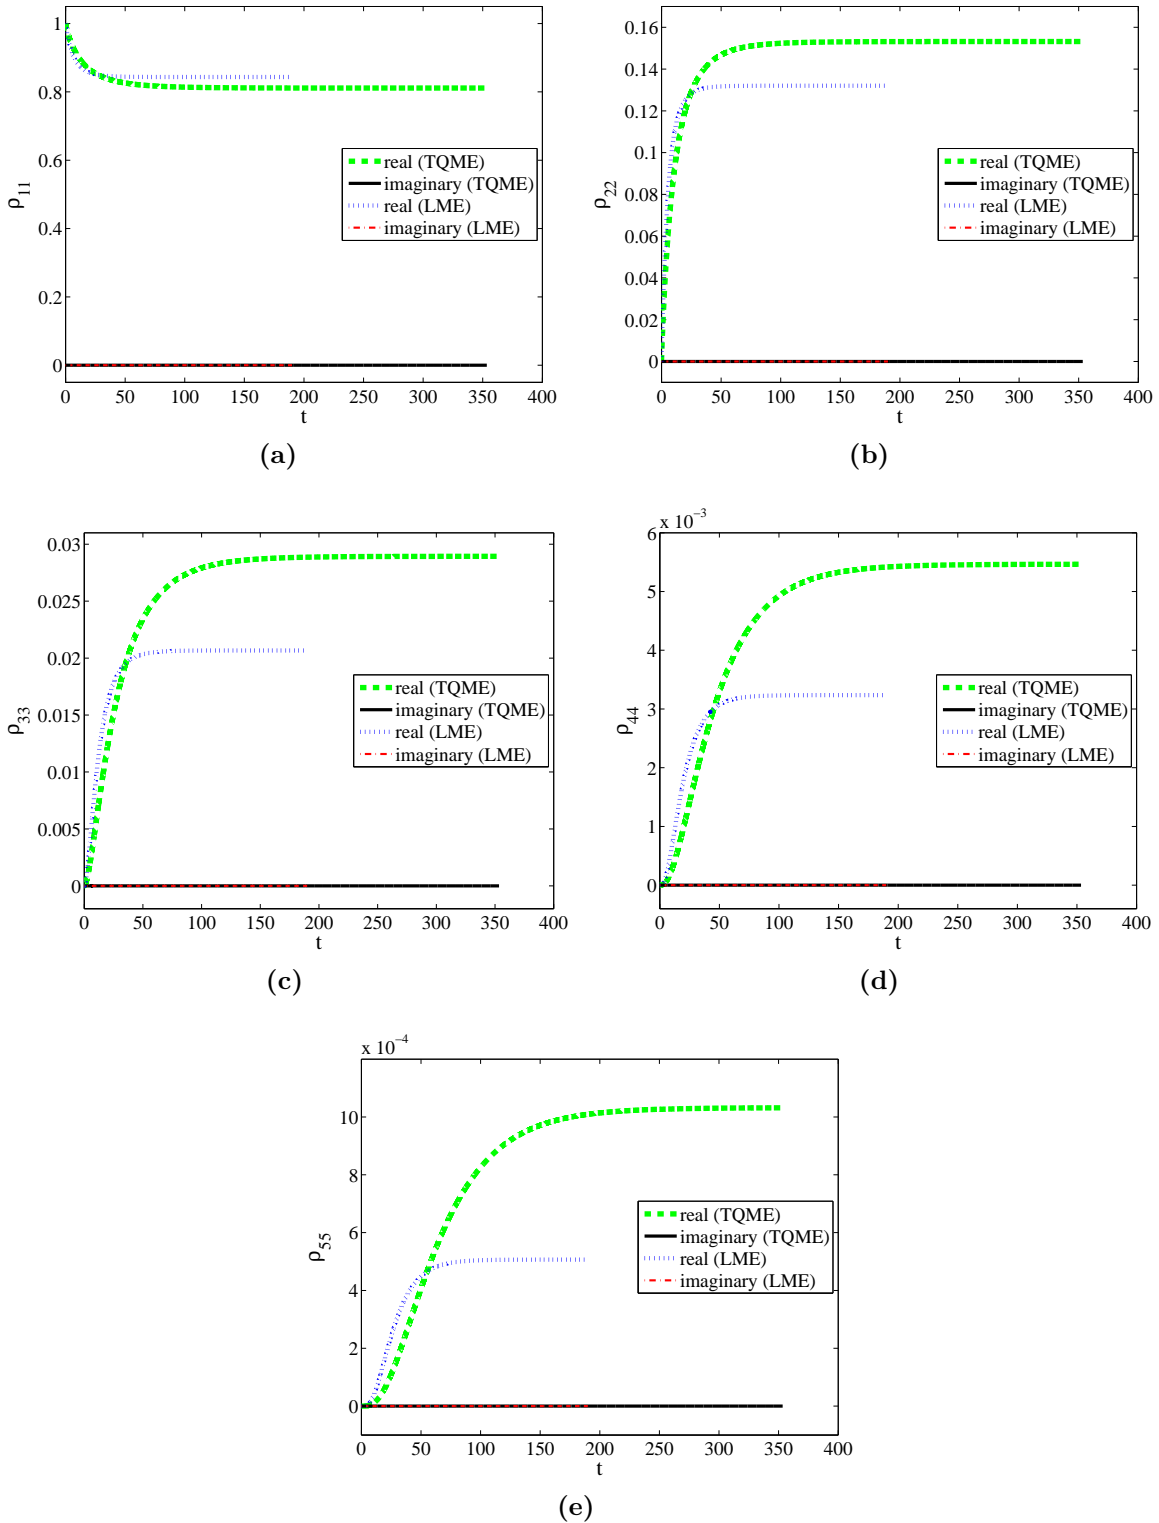 1
0.8
0.6
0.4
0.2
0
ρ11
0 50 100 150 200 250 300 350 400
t
real (TQME)
imaginary (TQME)
real (LME)
imaginary (LME)
(a)
0.16
0.14
0.12
0.1
0.08
0.06
0.04
0.02
0
ρ22
0 50 100 150 200 250 300 350 400
t
real (TQME)
imaginary (TQME)
real (LME)
imaginary (LME)
(b)
0.03
0.025
0.02
0.015
0.01
0.005
0
ρ33
0 50 100 150 200 250 300 350 400
t
real (TQME)
imaginary (TQME)
real (LME)
imaginary (LME)
(c)
x 10⁻³
6
5
4
3
2
1
0
ρ44
0 50 100 150 200 250 300 350 400
t
real (TQME)
imaginary (TQME)
real (LME)
imaginary (LME)
(d)
x 10⁻⁴
10
8
6
4
2
0
ρ55
0 50 100 150 200 250 300 350 400
t
real (TQME)
imaginary (TQME)
real (LME)
imaginary (LME)
(e)